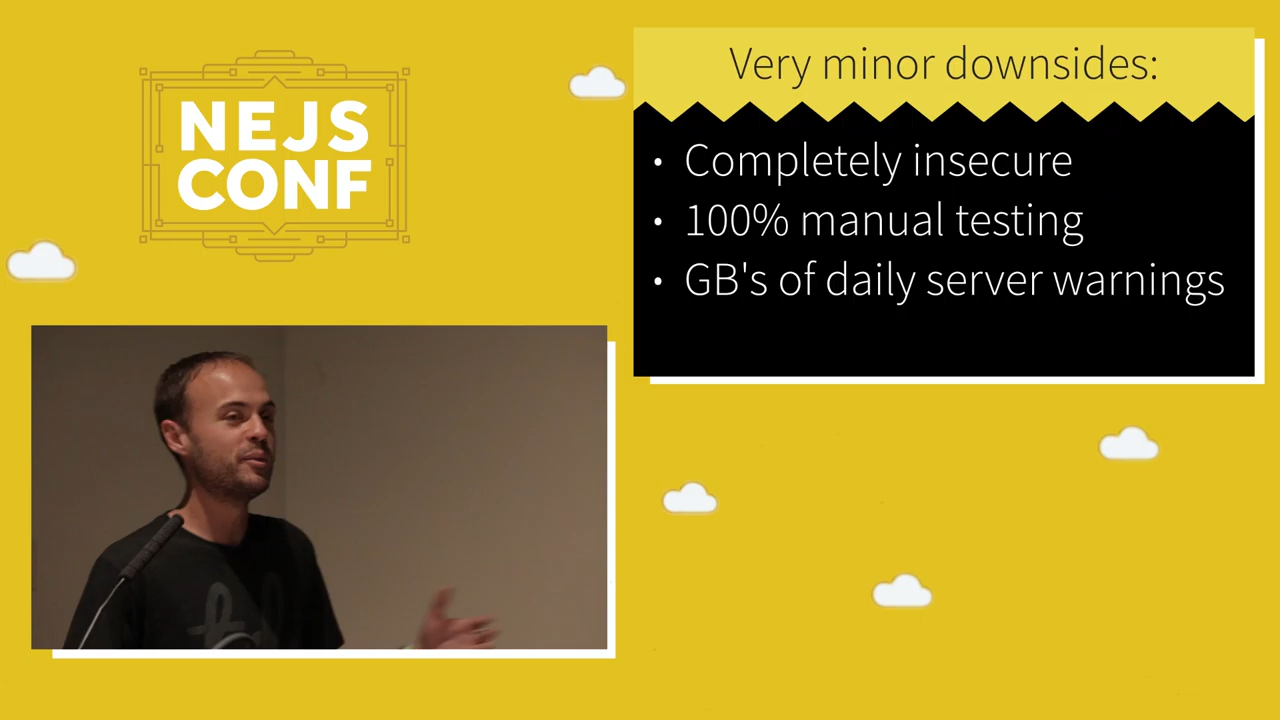 NEJS
CONF
Very minor downsides:
• Completely insecure
• 100% manual testing
• GB's of daily server warnings